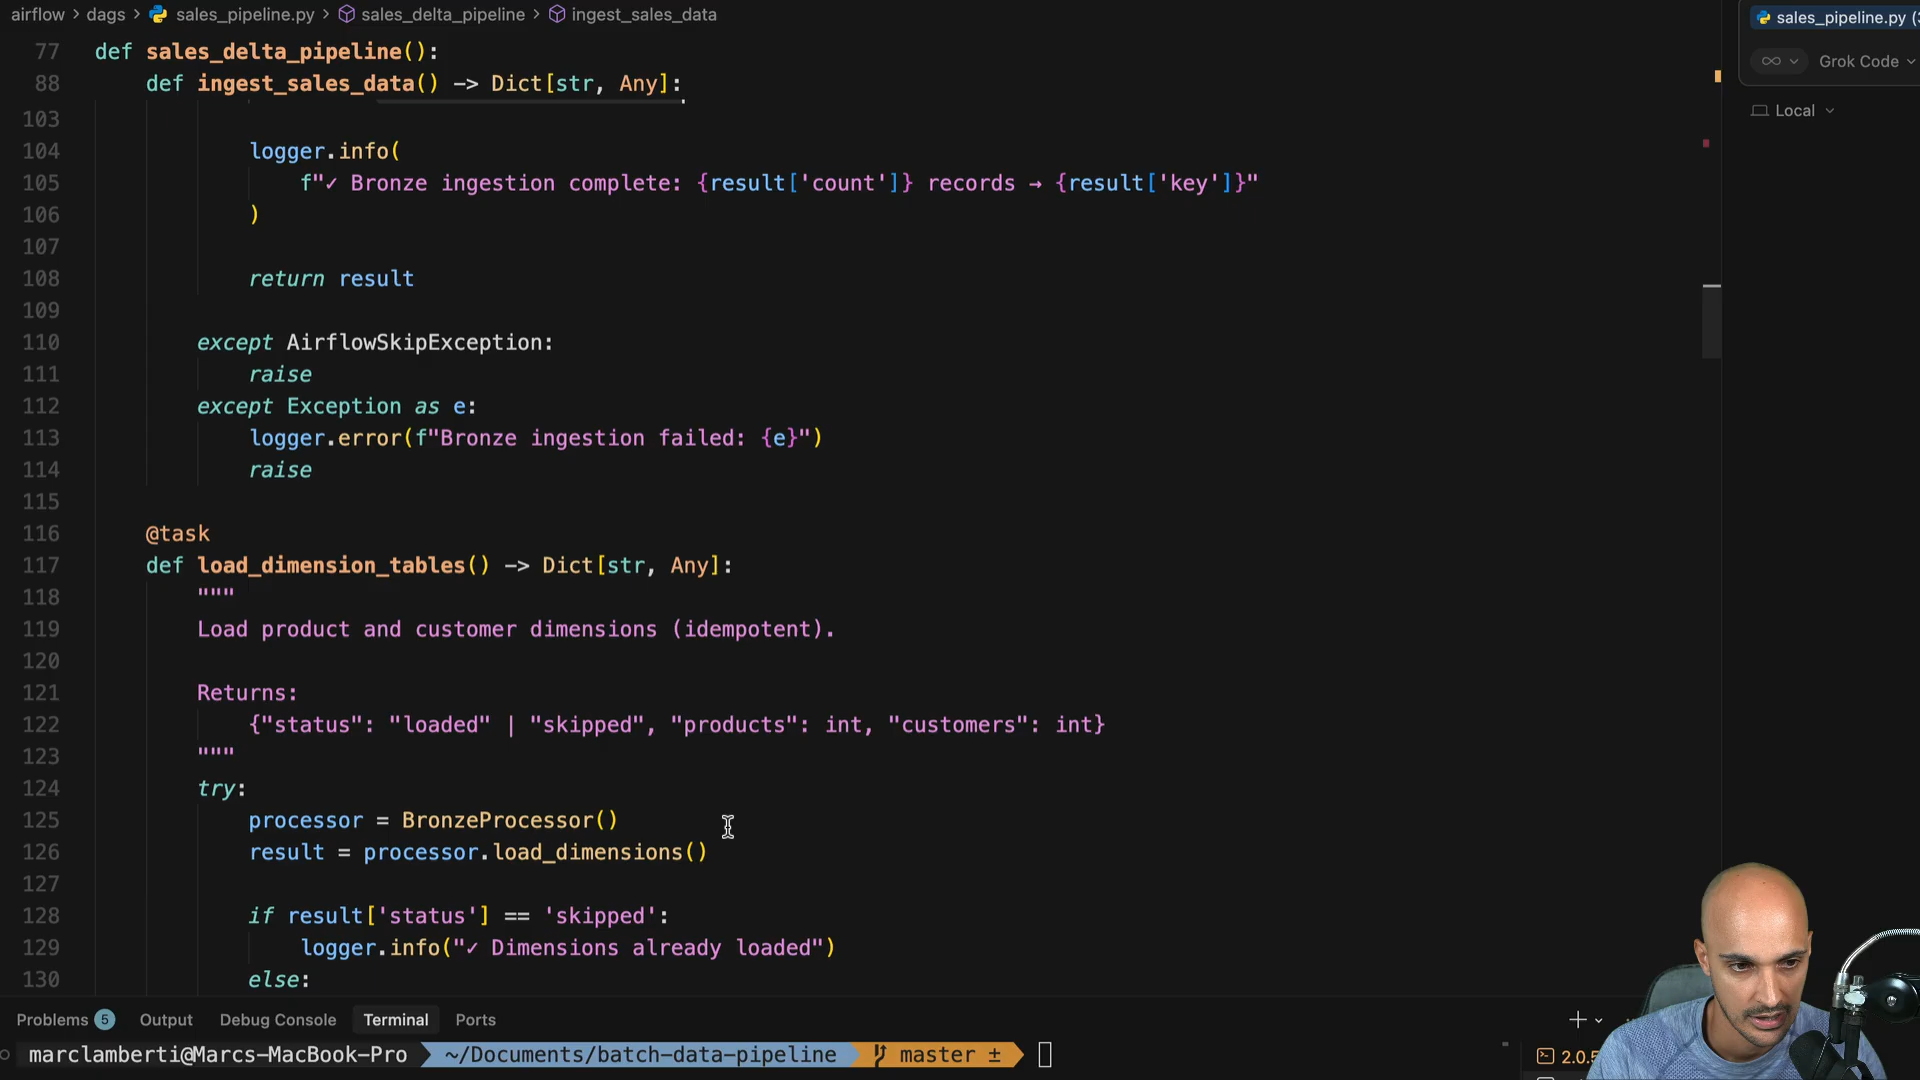 airflow > dags > sales_pipeline.py > sales_delta_pipeline > ingest_sales_data
sales_pipeline.py (3
Grok Code
Local
77 def sales_delta_pipeline():
88 def ingest_sales_data() -> Dict[str, Any]:
103
104 logger.info(
105 f"✓ Bronze ingestion complete: {result['count']} records → {result['key']}"
106 )
107
108 return result
109
110 except AirflowSkipException:
111 raise
112 except Exception as e:
113 logger.error(f"Bronze ingestion failed: {e}")
114 raise
115
116 @task
117 def load_dimension_tables() -> Dict[str, Any]:
118 """
119 Load product and customer dimensions (idempotent).
120
121 Returns:
122 {"status": "loaded" | "skipped", "products": int, "customers": int}
123 """
124 try:
125 processor = BronzeProcessor()
126 result = processor.load_dimensions()
127
128 if result['status'] == 'skipped':
129 logger.info("✓ Dimensions already loaded")
130 else:
Problems 5 Output Debug Console Terminal Ports
marclamberti@Marcs-MacBook-Pro ~/Documents/batch-data-pipeline master ±
2.0.5